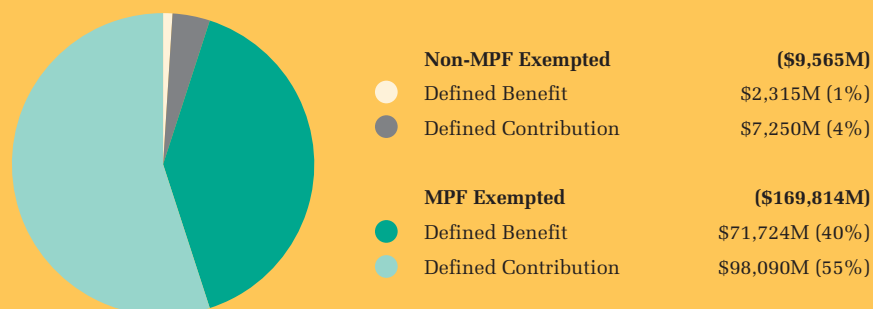 Non-MPF Exempted ($9,565M)
Defined Benefit $2,315M (1%)
Defined Contribution $7,250M (4%)
MPF Exempted ($169,814M)
Defined Benefit $71,724M (40%)
Defined Contribution $98,090M (55%)